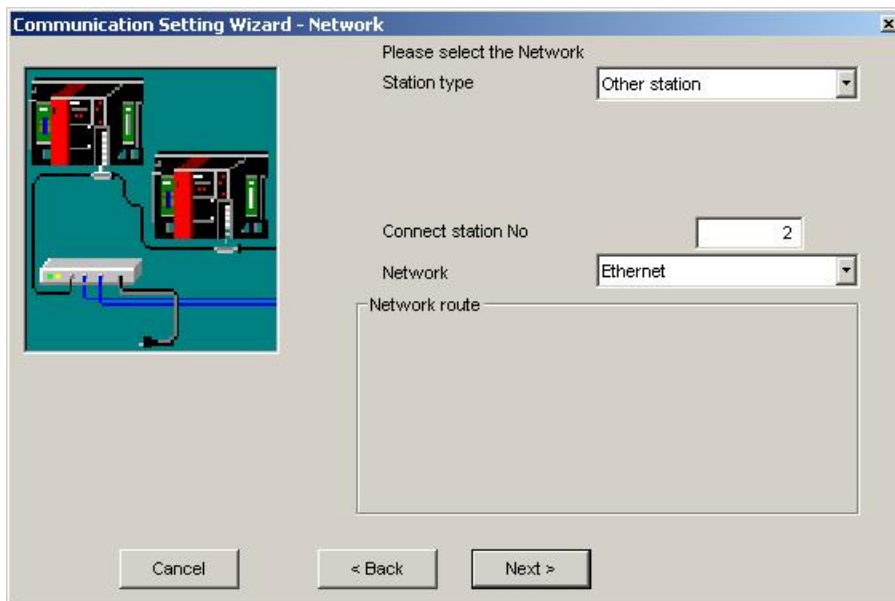 Communication Setting Wizard - Network
Please select the Network
Station type
Other station
Connect station No
2
Network
Ethernet
Network route
Cancel
< Back
Next >